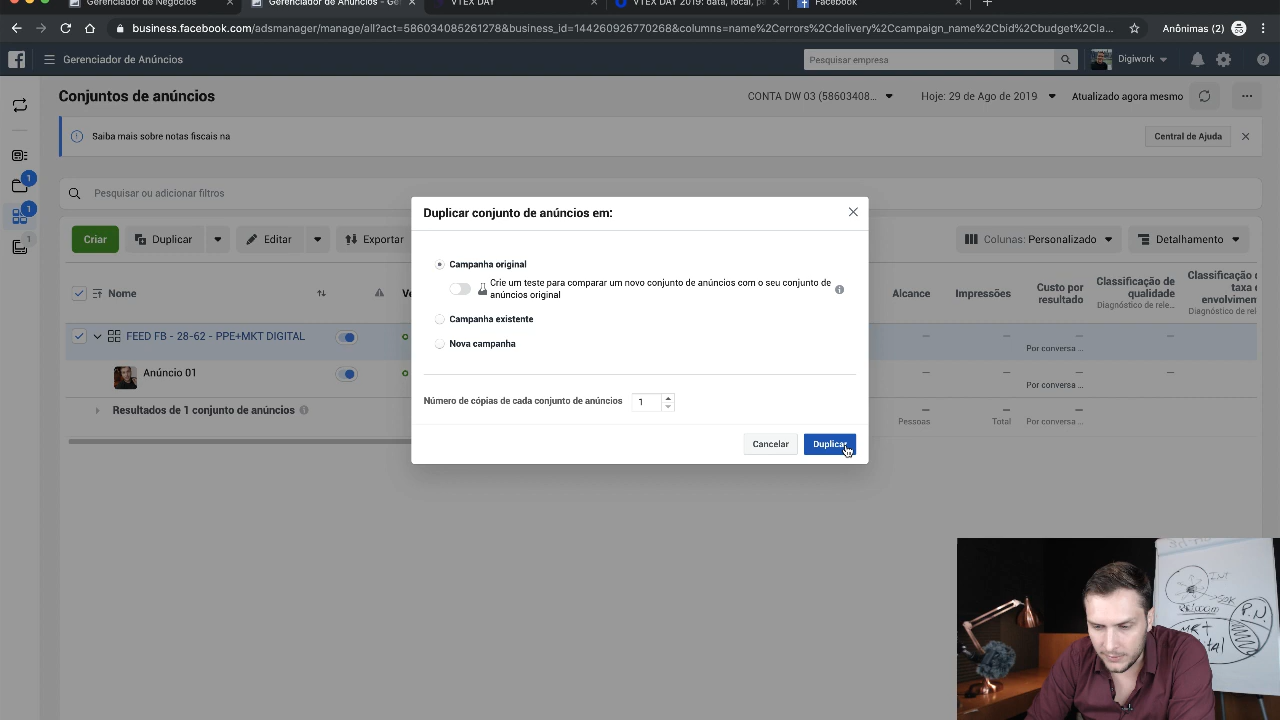 Gerenciador de Negócios
Gerenciador de Anúncios - Ger
VTEX DAY
VTEX DAY 2019: data, local, p
Facebook
business.facebook.com/adsmanager/manage/all?act=586034085261278&business_id=144260926770268&columns=name%2Cerrors%2Cdelivery%2Ccampaign_name%2Cbid%2Cbudget%2Cla...
Anônimas (2)
Gerenciador de Anúncios
Pesquisar empresa
Digiwork
Conjuntos de anúncios
CONTA DW 03 (58603408...
Hoje: 29 de Ago de 2019
Atualizado agora mesmo
Saiba mais sobre notas fiscais na
Central de Ajuda
1
Pesquisar ou adicionar filtros
1
1
Criar
Duplicar
Editar
Exportar
Colunas: Personalizado
Detalhamento
Nome
Ve
Alcance
Impressões
Custo por resultado
Classificação de qualidade
Diagnóstico de rele...
Classificação d
taxa d
envolvimen
Diagnóstico de rel
FEED FB - 28-62 - PPE+MKT DIGITAL
Por conversa ...
Anúncio 01
Por conversa ...
Resultados de 1 conjunto de anúncios
Pessoas
Total
Por conversa ...
Duplicar conjunto de anúncios em:
Campanha original
Crie um teste para comparar um novo conjunto de anúncios com o seu conjunto de
anúncios original
Campanha existente
Nova campanha
Número de cópias de cada conjunto de anúncios
1
Cancelar
Duplicar
P.N.
MKT